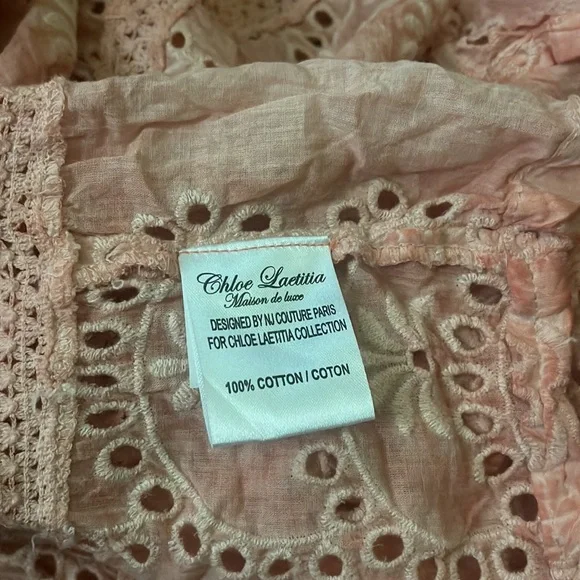 Chloe Laetitia
Maison de luxe
DESIGNED BY NJ COUTURE PARIS
FOR CHLOE LAETITIA COLLECTION
100% COTTON / COTON